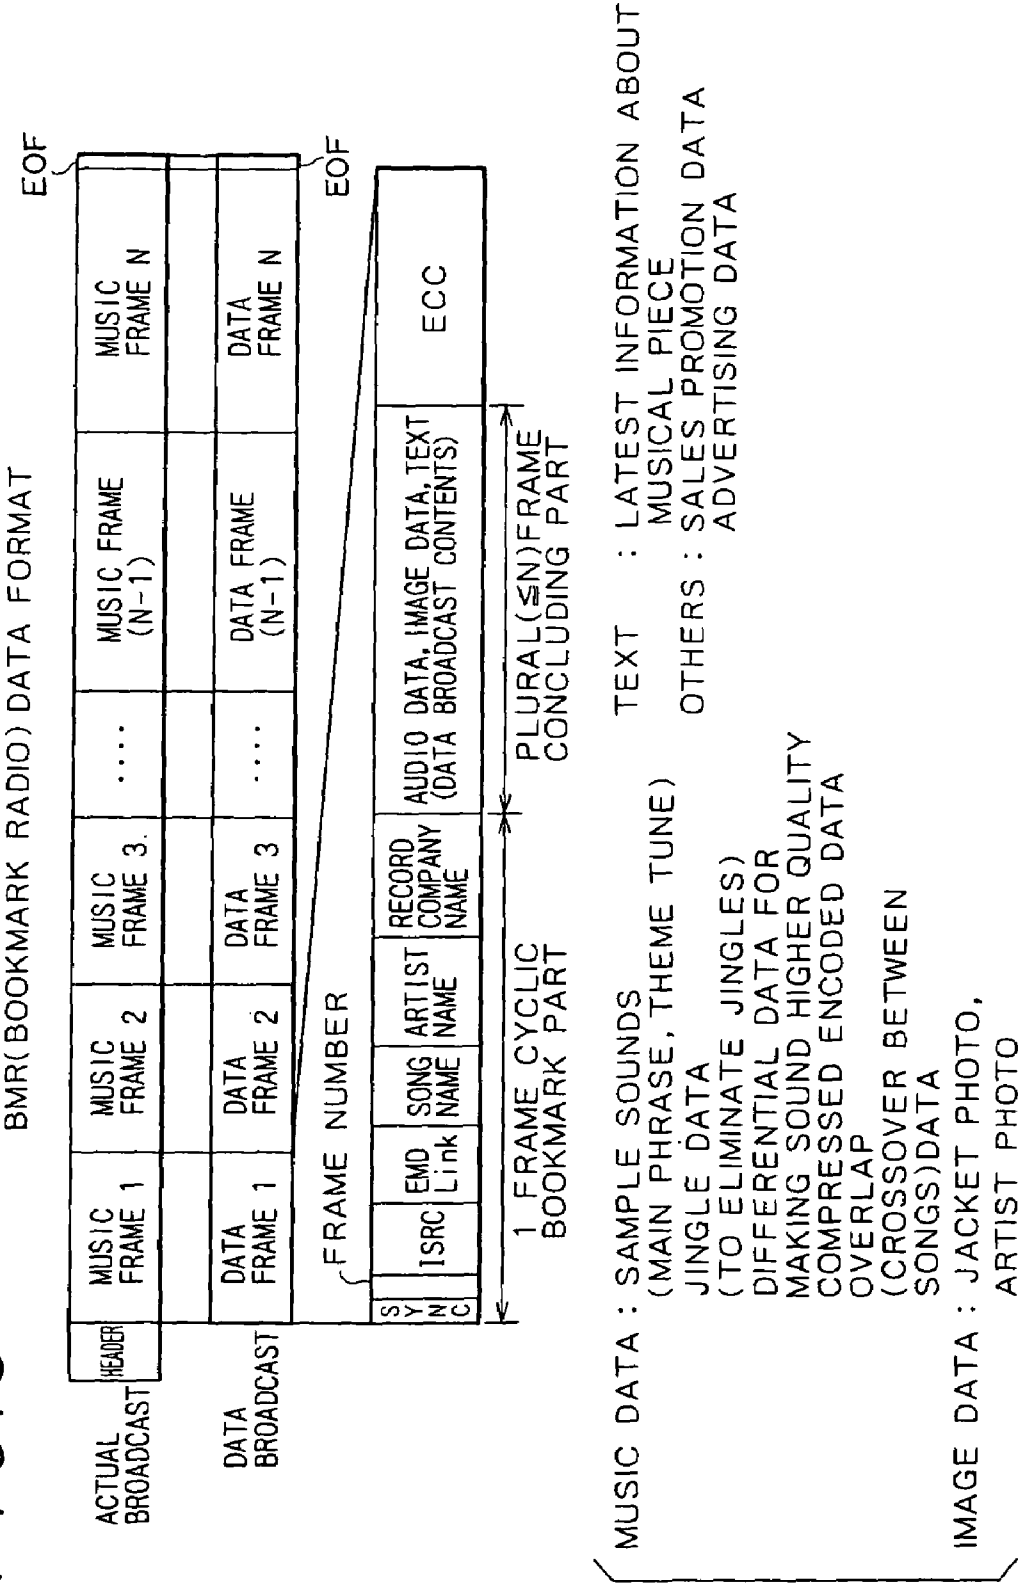 BMR(BOOKMARK RADIO) DATA FORMAT
EOF
ACTUAL
BROADCAST
HEADER
MUSIC
FRAME 1
MUSIC
FRAME 2
MUSIC
FRAME 3.
....
MUSIC FRAME
(N-1)
MUSIC
FRAME N
DATA
BROADCAST
DATA
FRAME 1
DATA
FRAME 2
DATA
FRAME 3
....
DATA FRAME
(N-1)
DATA
FRAME N
EOF
FRAME NUMBER
SYNC
ISRC
EMD
Link
SONG
NAME
ARTIST
NAME
RECORD
COMPANY
NAME
AUDIO DATA, IMAGE DATA, TEXT
(DATA BROADCAST CONTENTS)
ECC
1 FRAME CYCLIC
BOOKMARK PART
PLURAL(≦N)FRAME
CONCLUDING PART
MUSIC DATA : SAMPLE SOUNDS
(MAIN PHRASE, THEME TUNE)
JINGLE DATA
(TO ELIMINATE JINGLES)
DIFFERENTIAL DATA FOR
MAKING SOUND HIGHER QUALITY
COMPRESSED ENCODED DATA
OVERLAP
(CROSSOVER BETWEEN
SONGS)DATA
IMAGE DATA : JACKET PHOTO,
ARTIST PHOTO
TEXT : LATEST INFORMATION ABOUT
MUSICAL PIECE
OTHERS : SALES PROMOTION DATA
ADVERTISING DATA